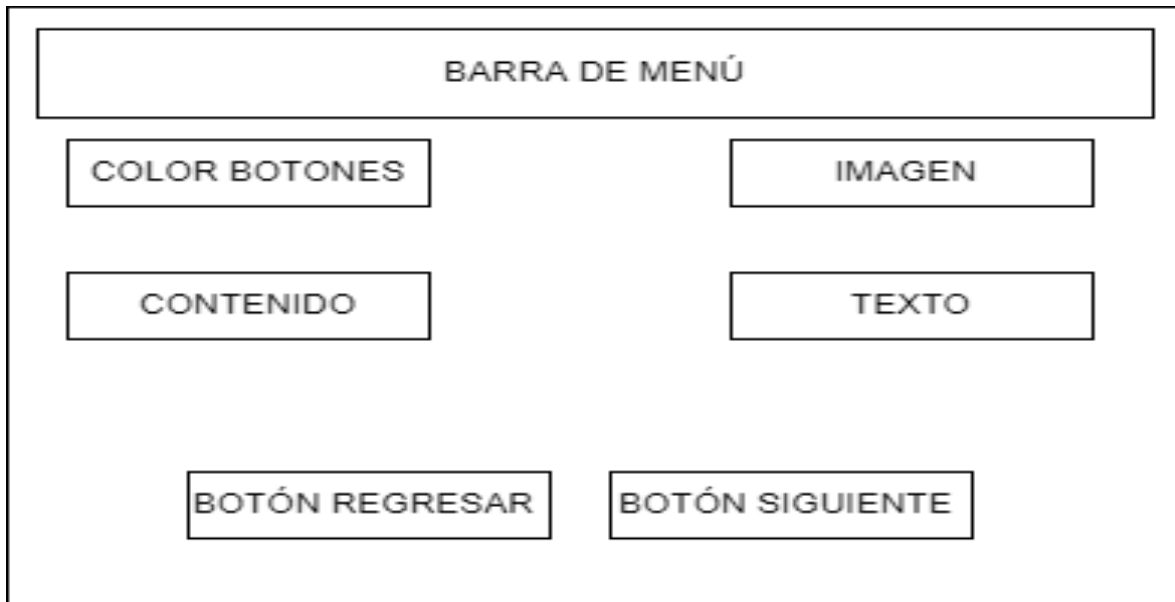 BARRA DE MENÚ
COLOR BOTONES
IMAGEN
CONTENIDO
TEXTO
BOTÓN REGRESAR
BOTÓN SIGUIENTE